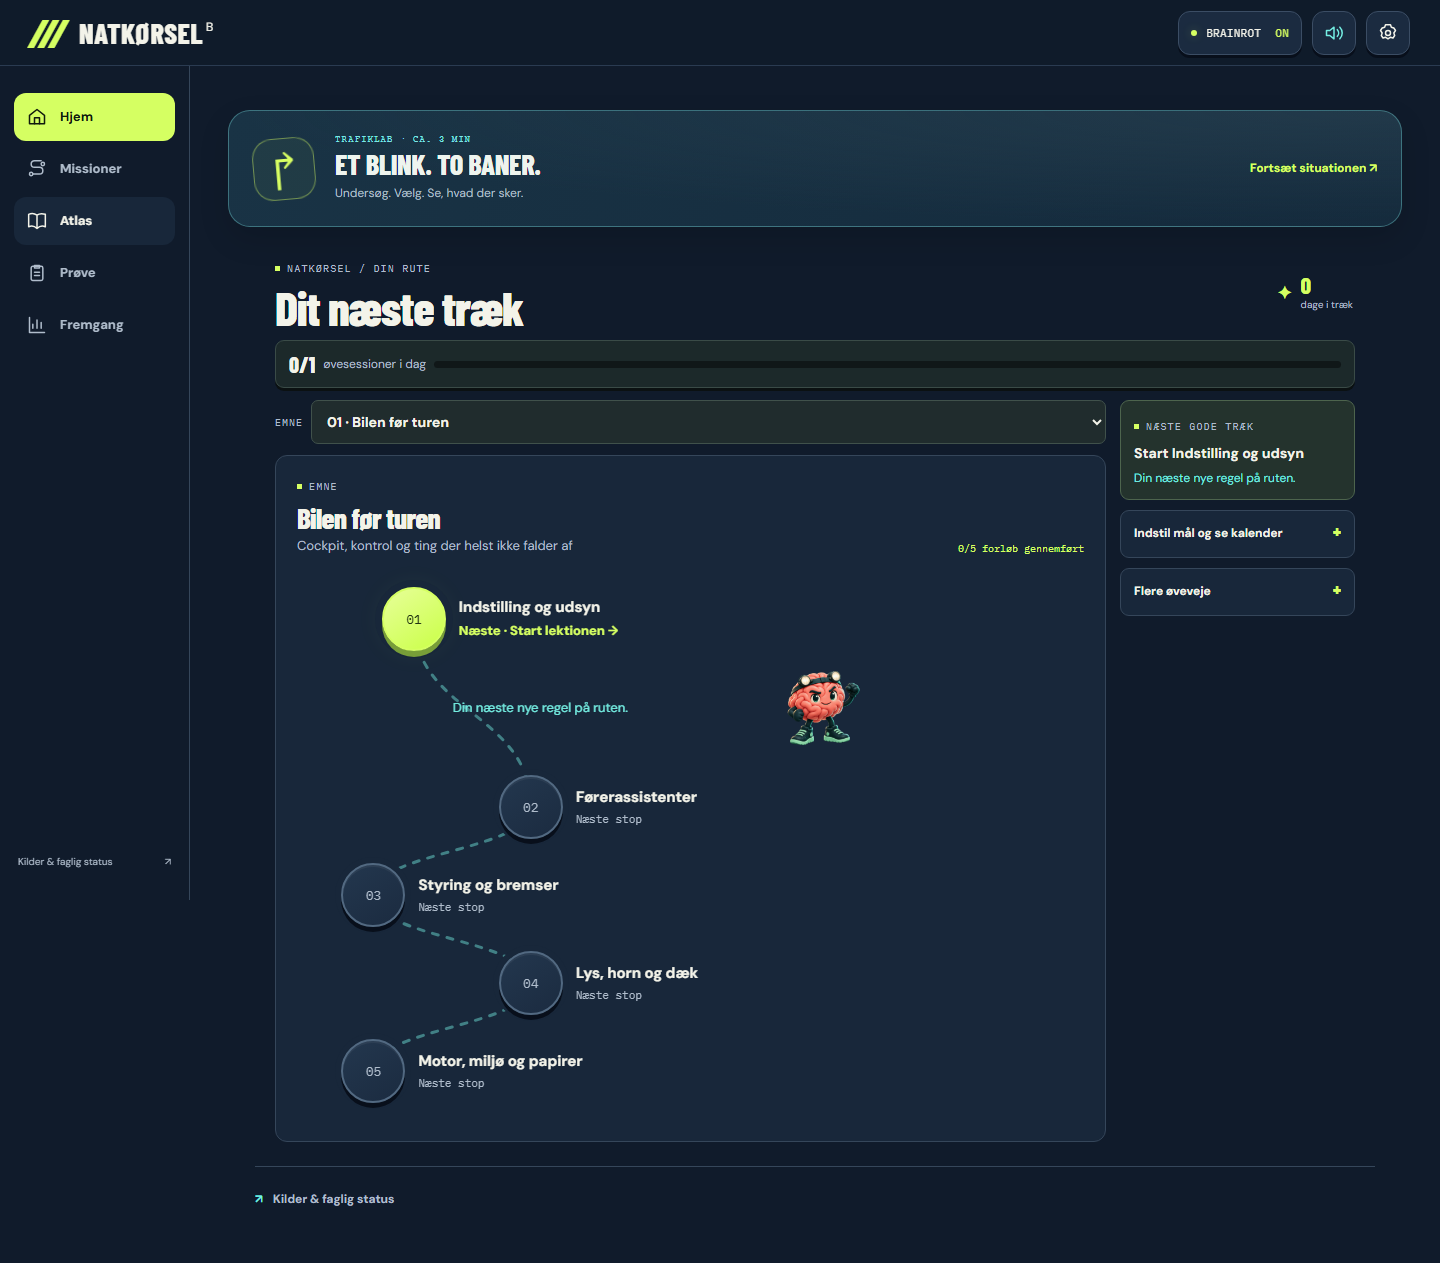 NATKØRSEL B
BRAINROT ON
Hjem
Missioner
Atlas
Prøve
Fremgang
Kilder & faglig status
TRAFIKLAB · CA. 3 MIN
ET BLINK. TO BANER.
Undersøg. Vælg. Se, hvad der sker.
Fortsæt situationen
NATKØRSEL / DIN RUTE
Dit næste træk
0
dage i træk
0/1 øvesessioner i dag
EMNE
01 · Bilen før turen
EMNE
Bilen før turen
Cockpit, kontrol og ting der helst ikke falder af
0/5 forløb gennemført
01
Indstilling og udsyn
Næste · Start lektionen →
Din næste nye regel på ruten.
02
Førerassistenter
Næste stop
03
Styring og bremser
Næste stop
04
Lys, horn og dæk
Næste stop
05
Motor, miljø og papirer
Næste stop
NÆSTE GODE TRÆK
Start Indstilling og udsyn
Din næste nye regel på ruten.
Indstil mål og se kalender +
Flere øveveje +
Kilder & faglig status